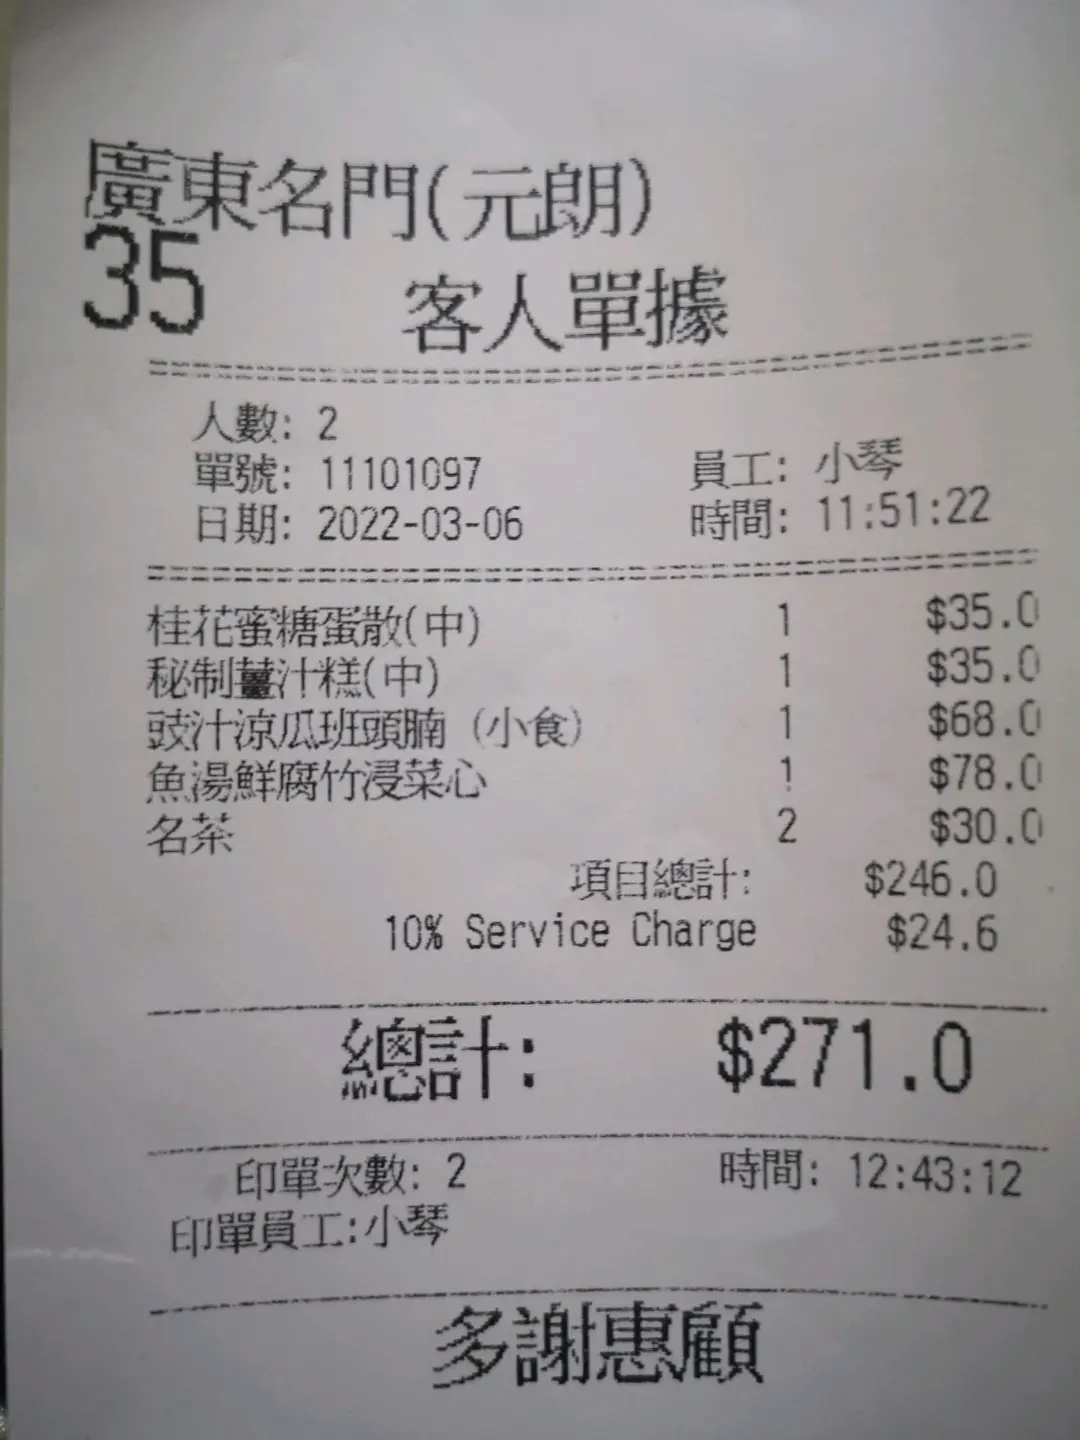 廣東名門(元朗)
35 客人單據
人數: 2
單號: 11101097 員工: 小琴
日期: 2022-03-06 時間: 11:51:22
桂花蜜糖蛋散(中) 1 $35.0
秘制薑汁糕(中) 1 $35.0
豉汁涼瓜班頭腩 (小食) 1 $68.0
魚湯鮮腐竹浸菜心 1 $78.0
名茶 2 $30.0
項目總計: $246.0
10% Service Charge $24.6
總計: $271.0
印單次數: 2 時間: 12:43:12
印單員工:小琴
多謝惠顧